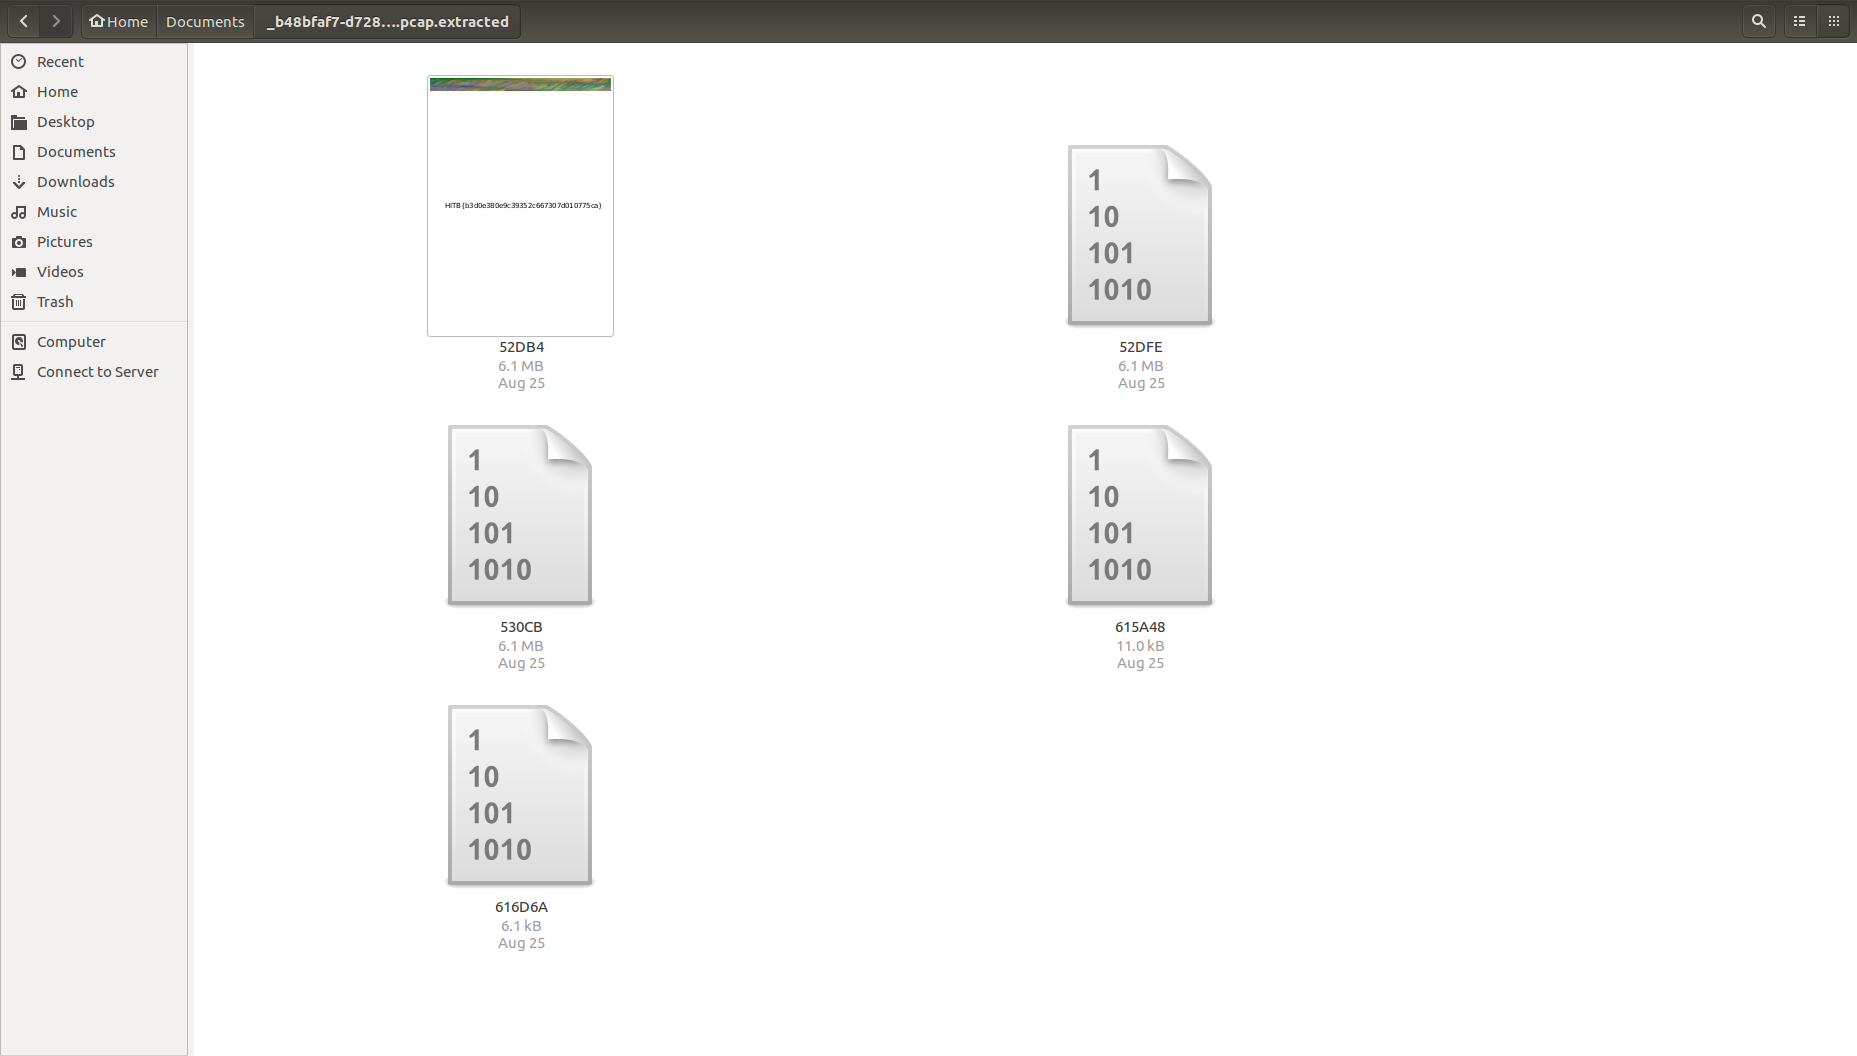 Home
Documents
_b48bfaf7-d728....pcap.extracted
Recent
Home
Desktop
Documents
Downloads
Music
Pictures
Videos
Trash
Computer
Connect to Server
HITB{b3d0e380e9c39352c667307d010775ca}
52DB4
6.1 MB
Aug 25
1
10
101
1010
52DFE
6.1 MB
Aug 25
1
10
101
1010
530CB
6.1 MB
Aug 25
1
10
101
1010
615A48
11.0 kB
Aug 25
1
10
101
1010
616D6A
6.1 kB
Aug 25